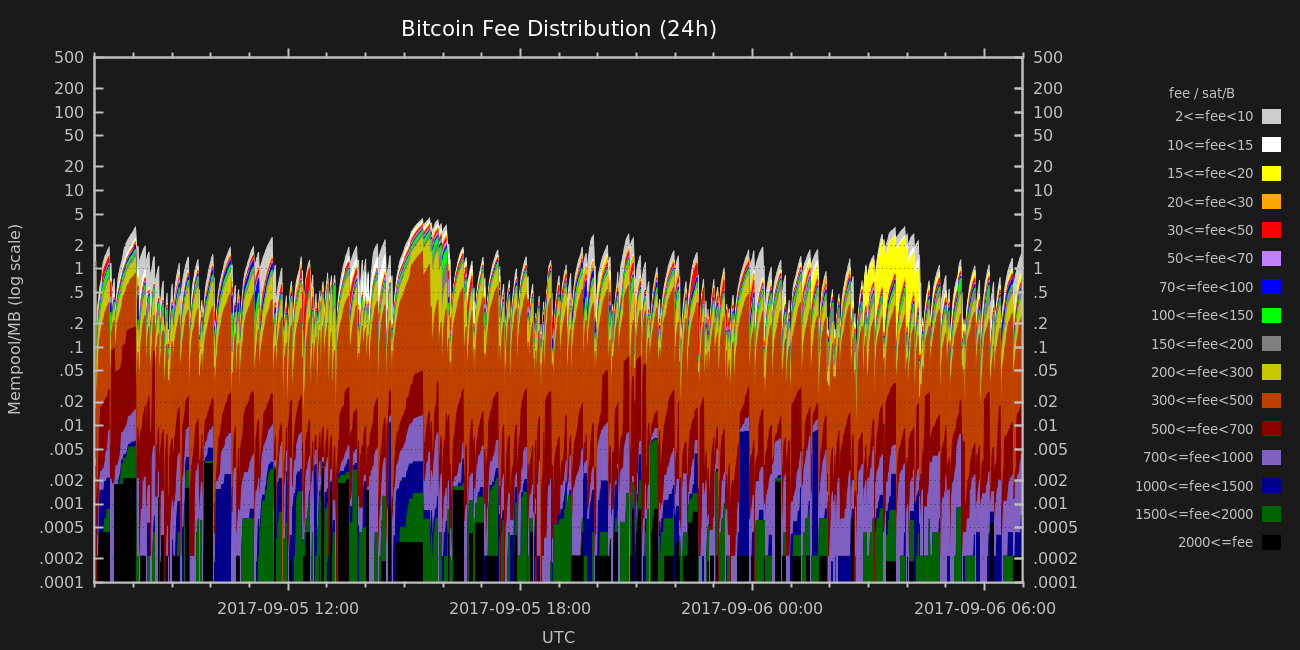 Bitcoin Fee Distribution (24h)
Mempool/MB (log scale)
500
200
100
50
20
10
5
2
1
.5
.2
.1
.05
.02
.01
.005
.002
.001
.0005
.0002
.0001
500
200
100
50
20
10
5
2
1
.5
.2
.1
.05
.02
.01
.005
.002
.001
.0005
.0002
.0001
2017-09-05 12:00
2017-09-05 18:00
2017-09-06 00:00
2017-09-06 06:00
UTC
fee / sat/B
2<=fee<10
10<=fee<15
15<=fee<20
20<=fee<30
30<=fee<50
50<=fee<70
70<=fee<100
100<=fee<150
150<=fee<200
200<=fee<300
300<=fee<500
500<=fee<700
700<=fee<1000
1000<=fee<1500
1500<=fee<2000
2000<=fee